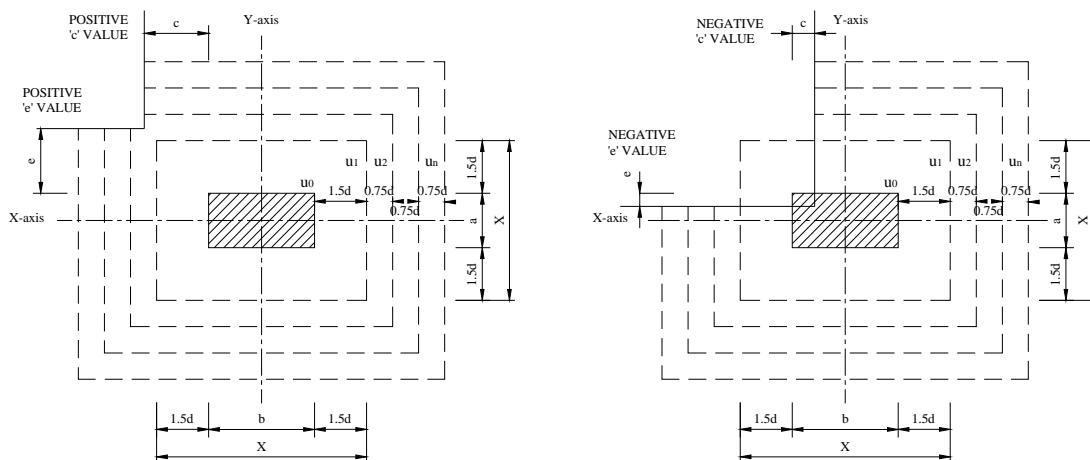 POSITIVE
'c' VALUE
c
Y-axis
POSITIVE
'e' VALUE
e
u1 u2 un
u0
1.5d 0.75d 0.75d
0.75d
X-axis
1.5d
a
1.5d
X
1.5d b 1.5d
X
NEGATIVE
'c' VALUE
c
Y-axis
NEGATIVE
'e' VALUE
e
u1 u2 un
u0
1.5d 0.75d 0.75d
0.75d
X-axis
1.5d
a
1.5d
X
1.5d b 1.5d
X